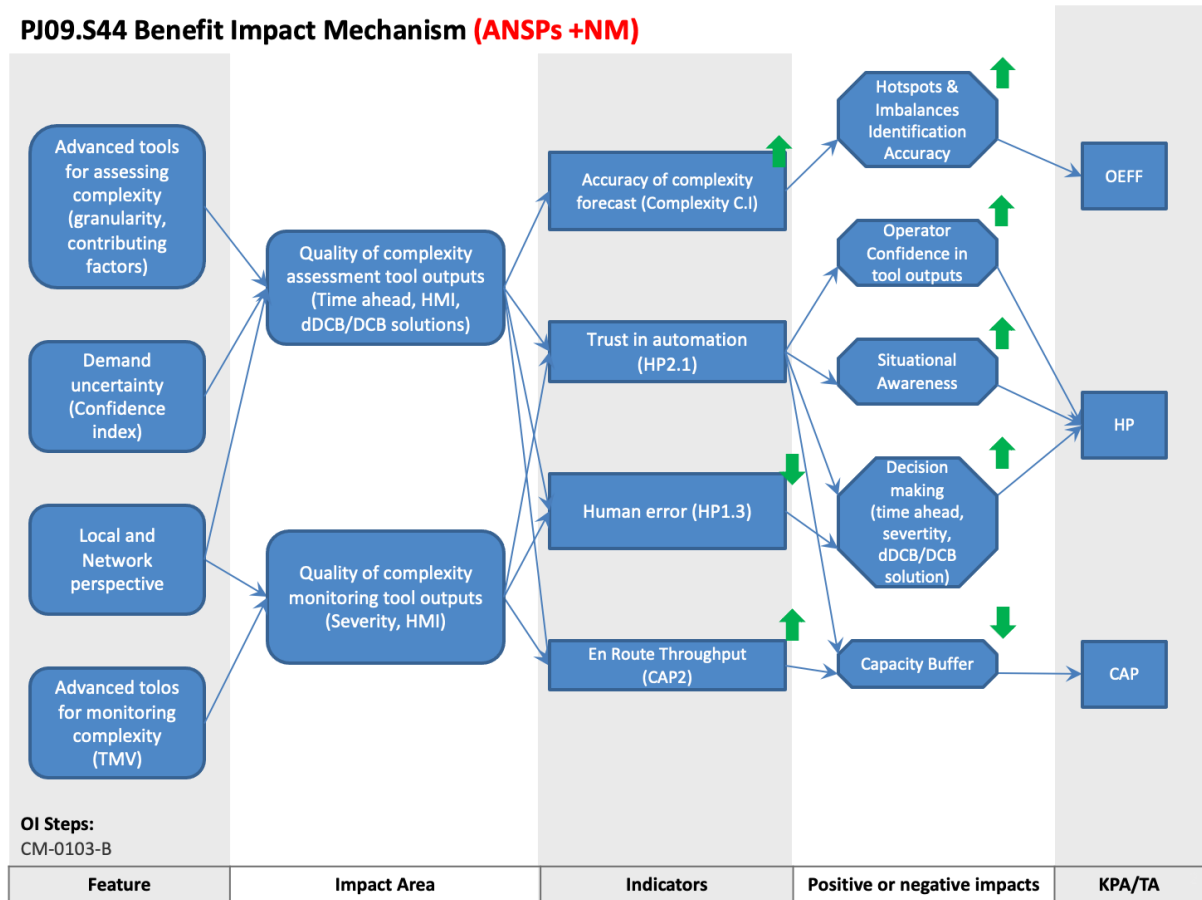 PJ09.S44 Benefit Impact Mechanism (ANSPs +NM)
Advanced tools
for assessing
complexity
(granularity,
contributing
factors)
Demand
uncertainty
(Confidence
index)
Local and
Network
perspective
Advanced tolos
for monitoring
complexity
(TMV)
Quality of complexity
assessment tool outputs
(Time ahead, HMI,
dDCB/DCB solutions)
Quality of complexity
monitoring tool outputs
(Severity, HMI)
Accuracy of complexity
forecast (Complexity C.I)
Trust in automation
(HP2.1)
Human error (HP1.3)
En Route Throughput
(CAP2)
Hotspots &
Imbalances
Identification
Accuracy
Operator
Confidence in
tool outputs
Situational
Awareness
Decision
making
(time ahead,
severtity,
dDCB/DCB
solution)
Capacity Buffer
OEFF
HP
CAP
OI Steps:
CM-0103-B
Feature
Impact Area
Indicators
Positive or negative impacts
KPA/TA